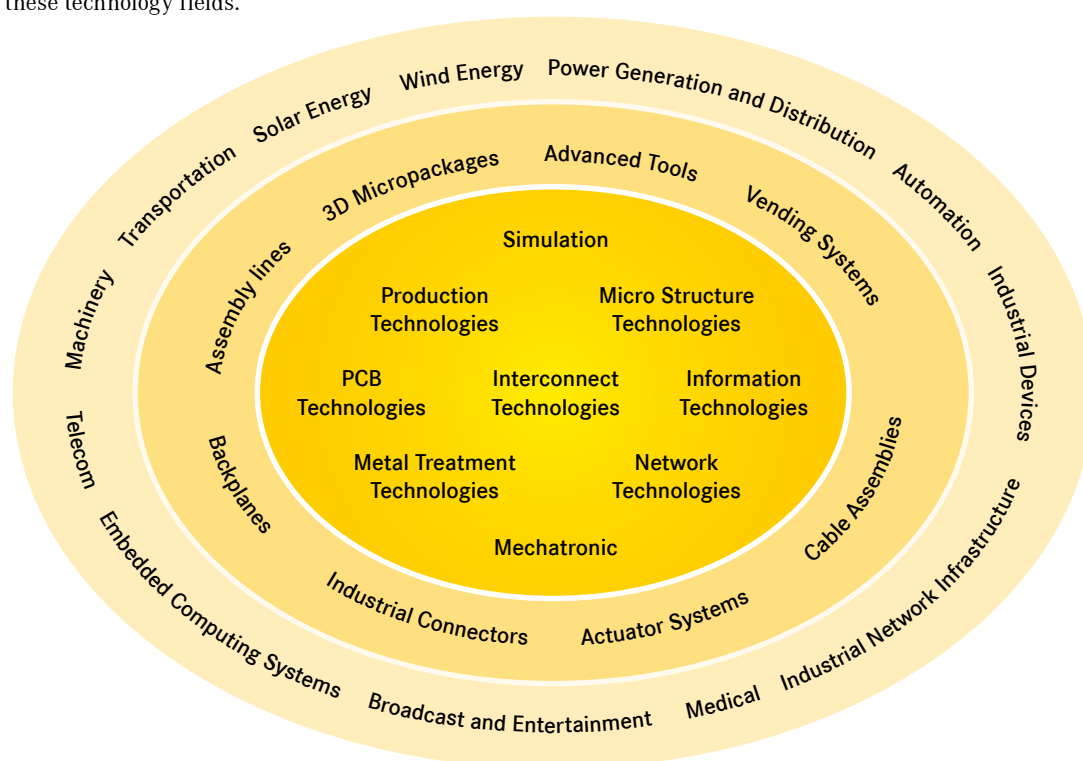 these technology fields.
Wind Energy
Power Generation and Distribution
Solar Energy
Automation
Transportation
Industrial Devices
Machinery
Telecom
Industrial Network Infrastructure
Embedded Computing Systems
Medical
Broadcast and Entertainment
3D Micropackages
Advanced Tools
Vending Systems
Assembly lines
Cable Assemblies
Backplanes
Actuator Systems
Industrial Connectors
Simulation
Production
Technologies
Micro Structure
Technologies
PCB
Technologies
Interconnect
Technologies
Information
Technologies
Metal Treatment
Technologies
Network
Technologies
Mechatronic